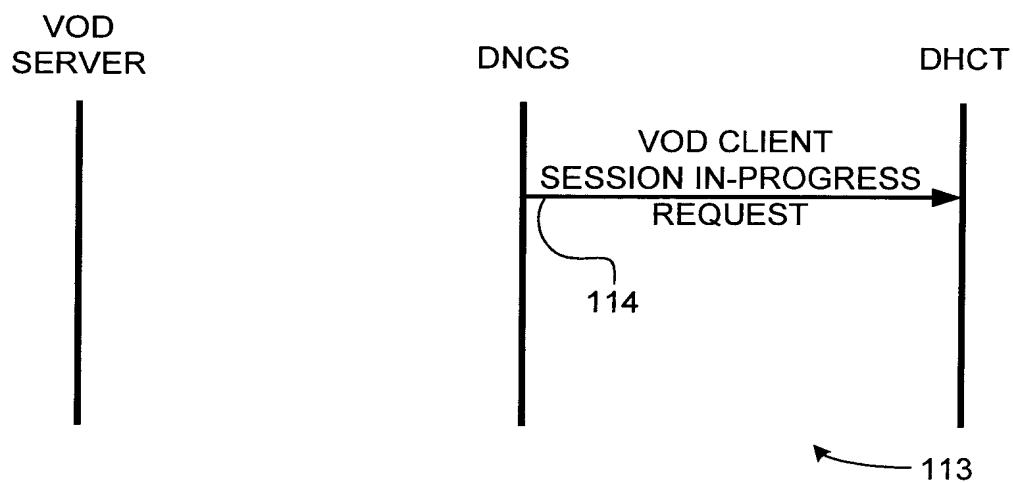 VOD
SERVER
DNCS
DHCT
VOD CLIENT
SESSION IN-PROGRESS
REQUEST
114
113